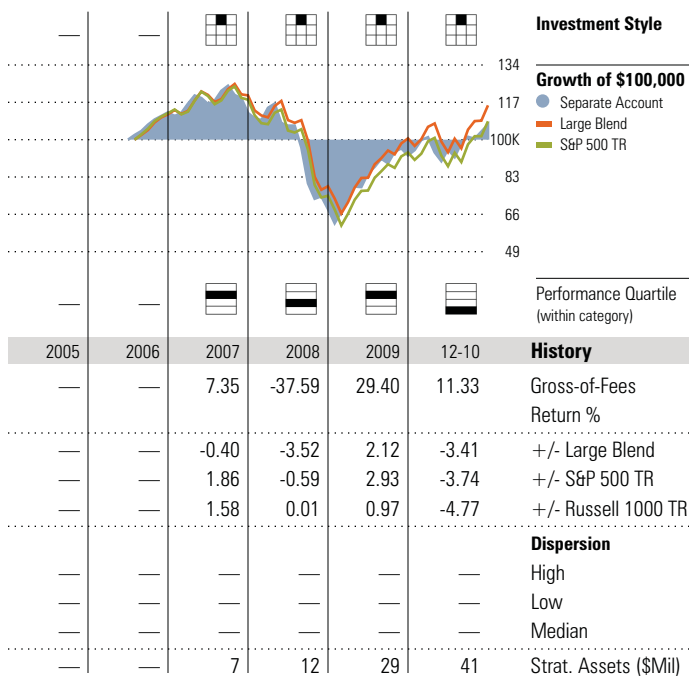 — — Investment Style
134
Growth of $100,000
117
Separate Account
Large Blend
100K
S&P 500 TR
83
66
49
— — Performance Quartile
(within category)
2005 2006 2007 2008 2009 12-10 History
— — 7.35 -37.59 29.40 11.33 Gross-of-Fees
Return %
— — -0.40 -3.52 2.12 -3.41 +/- Large Blend
— — 1.86 -0.59 2.93 -3.74 +/- S&P 500 TR
— — 1.58 0.01 0.97 -4.77 +/- Russell 1000 TR
Dispersion
— — — — — — High
— — — — — — Low
— — — — — — Median
— — 7 12 29 41 Strat. Assets ($Mil)